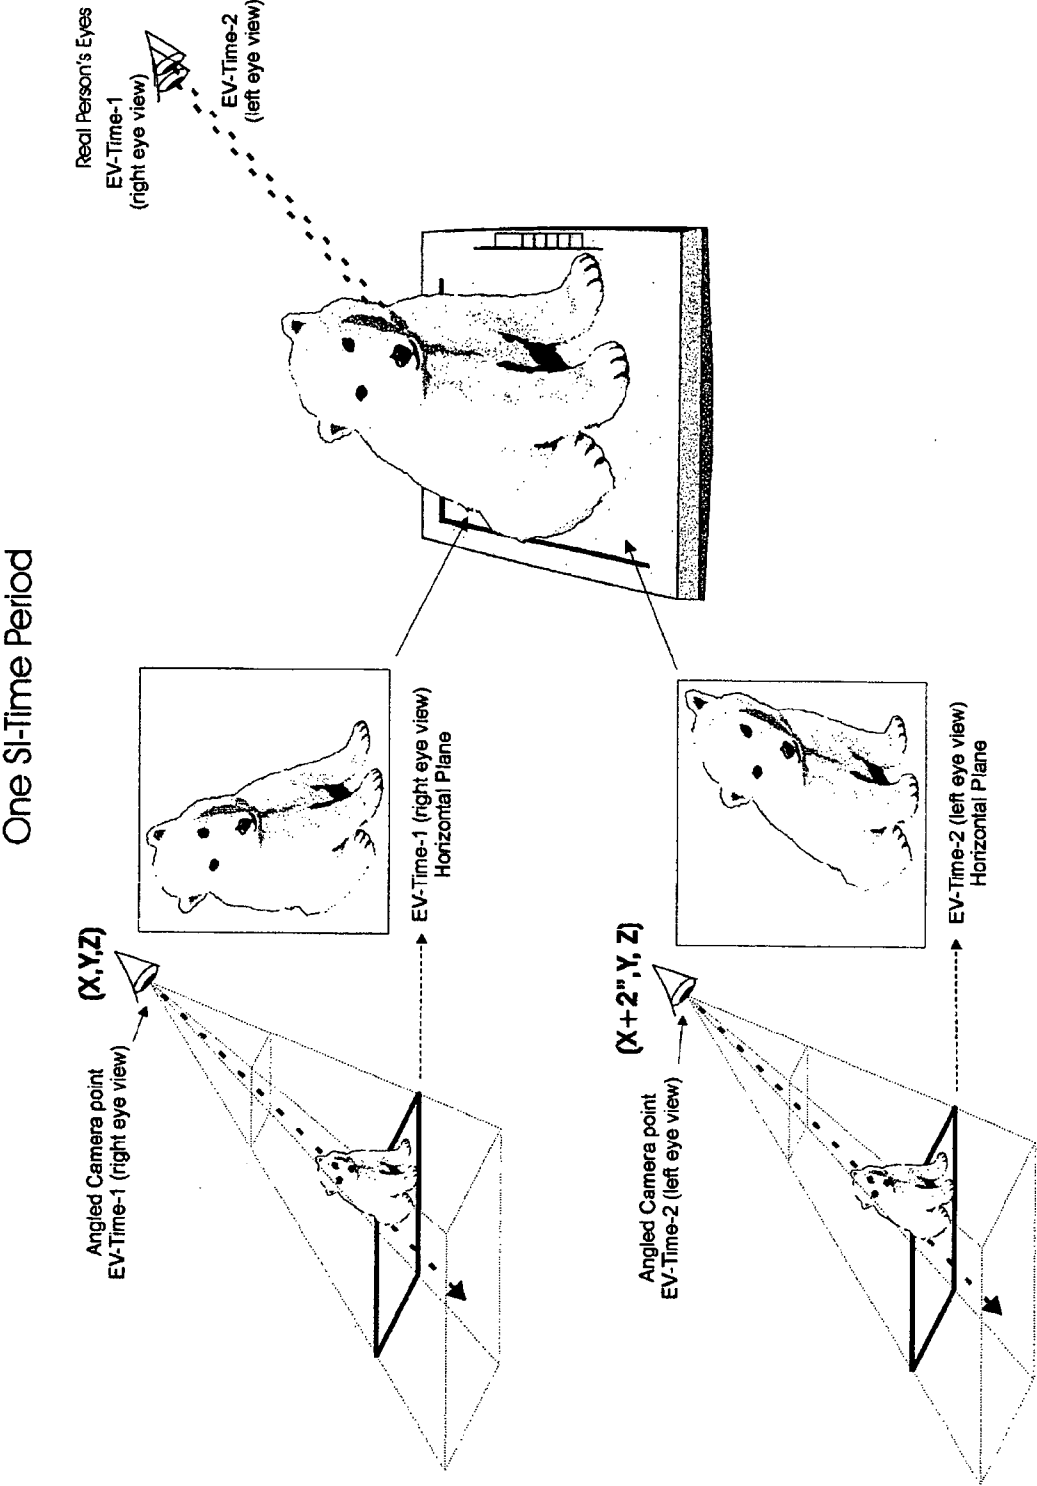 One SI-Time Period
Real Person's Eyes
EV-Time-1
(right eye view)
EV-Time-2
(left eye view)
(X,Y,Z)
Angled Camera point
EV-Time-1 (right eye view)
EV-Time-1 (right eye view)
Horizontal Plane
(X+2",Y, Z)
Angled Camera point
EV-Time-2 (left eye view)
EV-Time-2 (left eye view)
Horizontal Plane